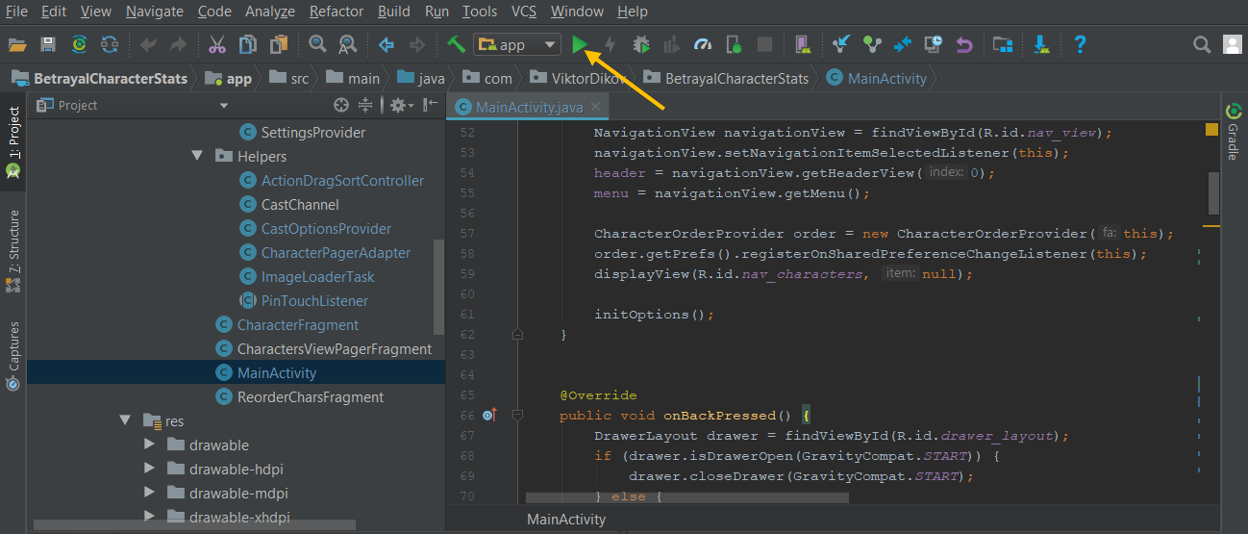 File Edit View Navigate Code Analyze Refactor Build Run Tools VCS Window Help
app
BetrayalCharacterStats app src main java com ViktorDikov BetrayalCharacterStats MainActivity
1: Project
7: Structure
Captures
Project
SettingsProvider
Helpers
ActionDragSortController
CastChannel
CastOptionsProvider
CharacterPagerAdapter
ImageLoaderTask
PinTouchListener
CharacterFragment
CharactersViewPagerFragment
MainActivity
ReorderCharsFragment
res
drawable
drawable-hdpi
drawable-mdpi
drawable-xhdpi
MainActivity.java
52 NavigationView navigationView = findViewById(R.id.nav_view);
53 navigationView.setNavigationItemSelectedListener(this);
54 header = navigationView.getHeaderView( index: 0);
55 menu = navigationView.getMenu();
56
57 CharacterOrderProvider order = new CharacterOrderProvider( fa: this);
58 order.getPrefs().registerOnSharedPreferenceChangeListener(this);
59 displayView(R.id.nav_characters, item: null);
60
61 initOptions();
62 }
63
64
65 @Override
66 public void onBackPressed() {
67 DrawerLayout drawer = findViewById(R.id.drawer_layout);
68 if (drawer.isDrawerOpen(GravityCompat.START)) {
69 drawer.closeDrawer(GravityCompat.START);
70 } else {
MainActivity
Gradle